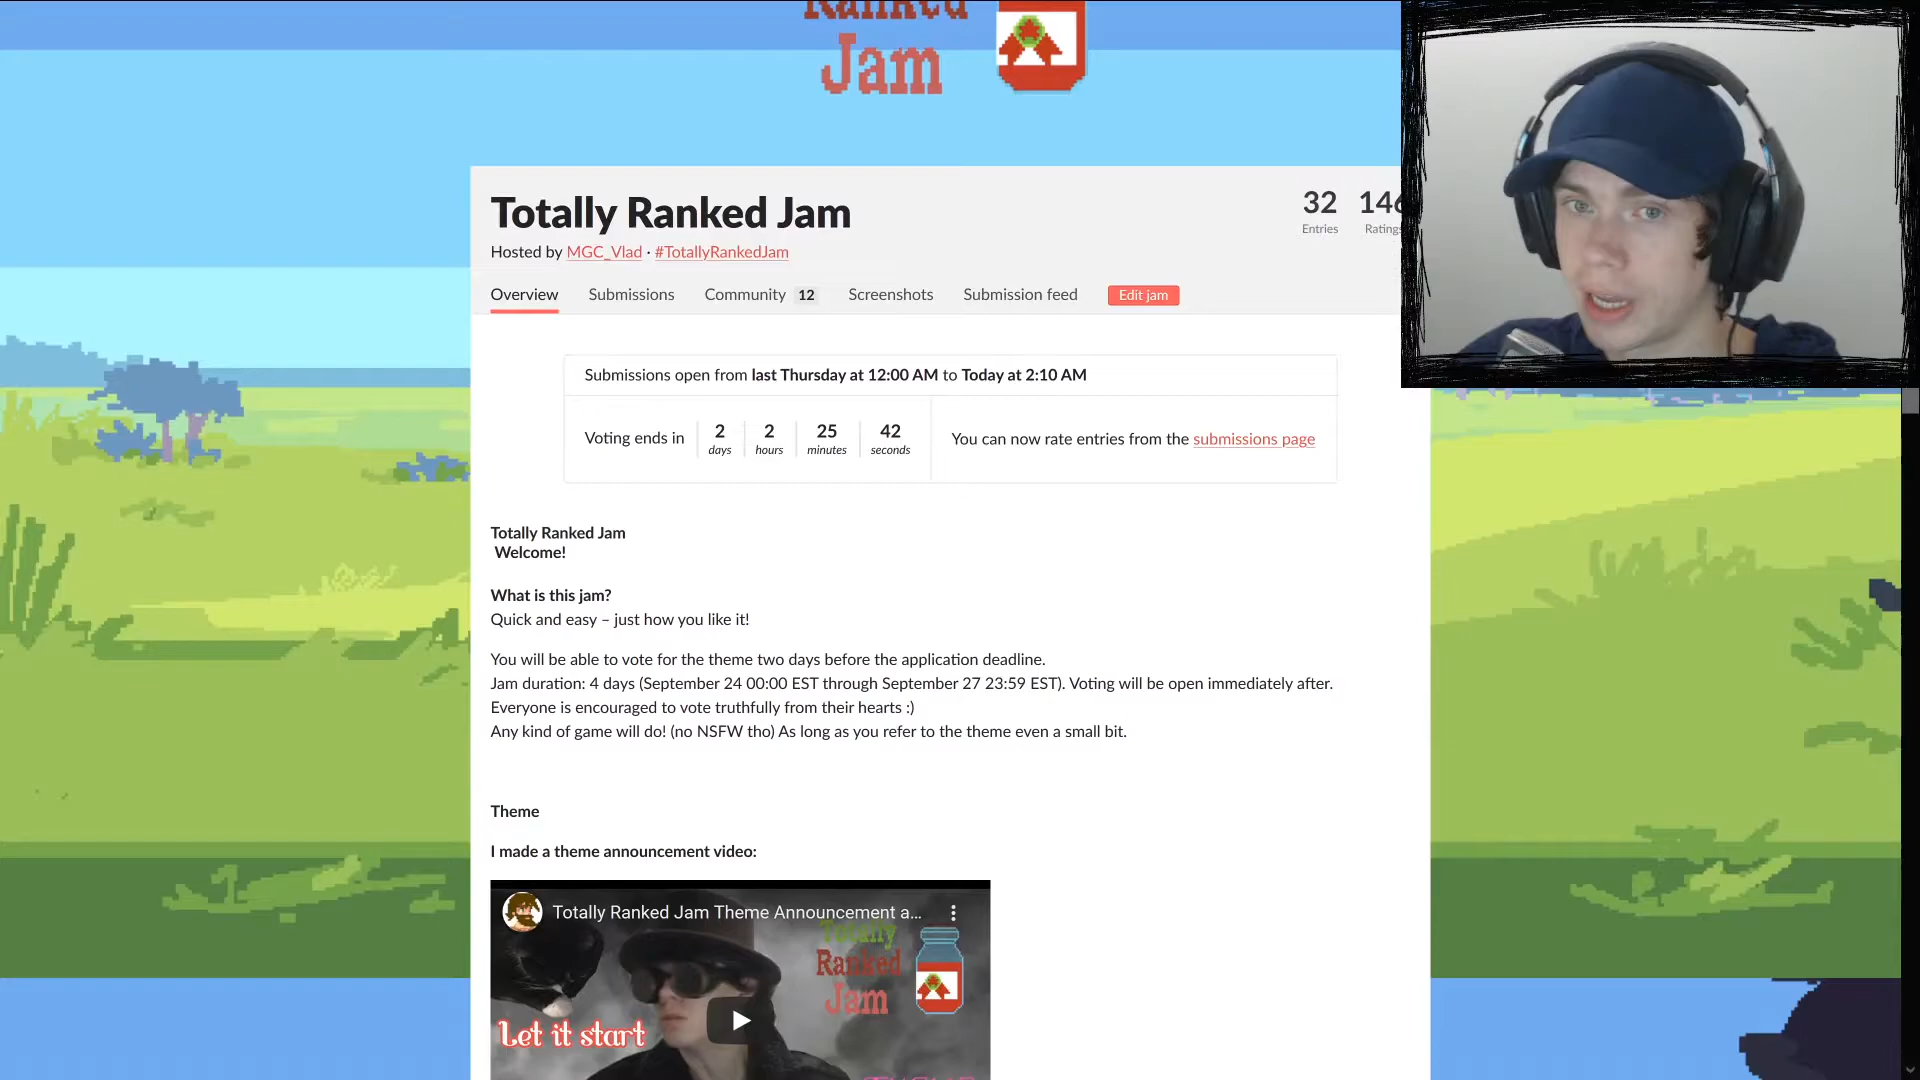 Ranked
Jam
Totally Ranked Jam
32
Entries
146
Ratings
Hosted by MGC_Vlad · #TotallyRankedJam
Overview
Submissions
Community 12
Screenshots
Submission feed
Edit jam
Submissions open from last Thursday at 12:00 AM to Today at 2:10 AM
Voting ends in
2
days
2
hours
25
minutes
42
seconds
You can now rate entries from the submissions page
Totally Ranked Jam
Welcome!
What is this jam?
Quick and easy – just how you like it!
You will be able to vote for the theme two days before the application deadline.
Jam duration: 4 days (September 24 00:00 EST through September 27 23:59 EST). Voting will be open immediately after.
Everyone is encouraged to vote truthfully from their hearts :)
Any kind of game will do! (no NSFW tho) As long as you refer to the theme even a small bit.
Theme
I made a theme announcement video:
Totally Ranked Jam Theme Announcement a...
Totally
Ranked
Jam
Let it start